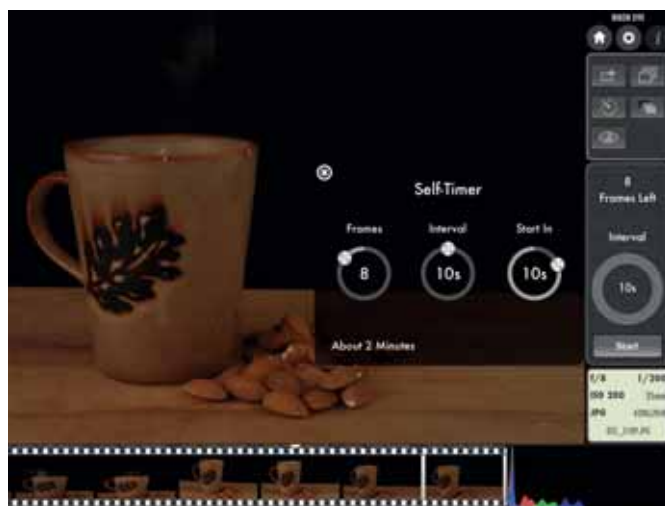 Self-Timer
Frames
Interval
Start In
8
10s
10s
About 2 Minutes
8
Frames Left
Interval
10s
Start
f/8
ISO 200
JPG